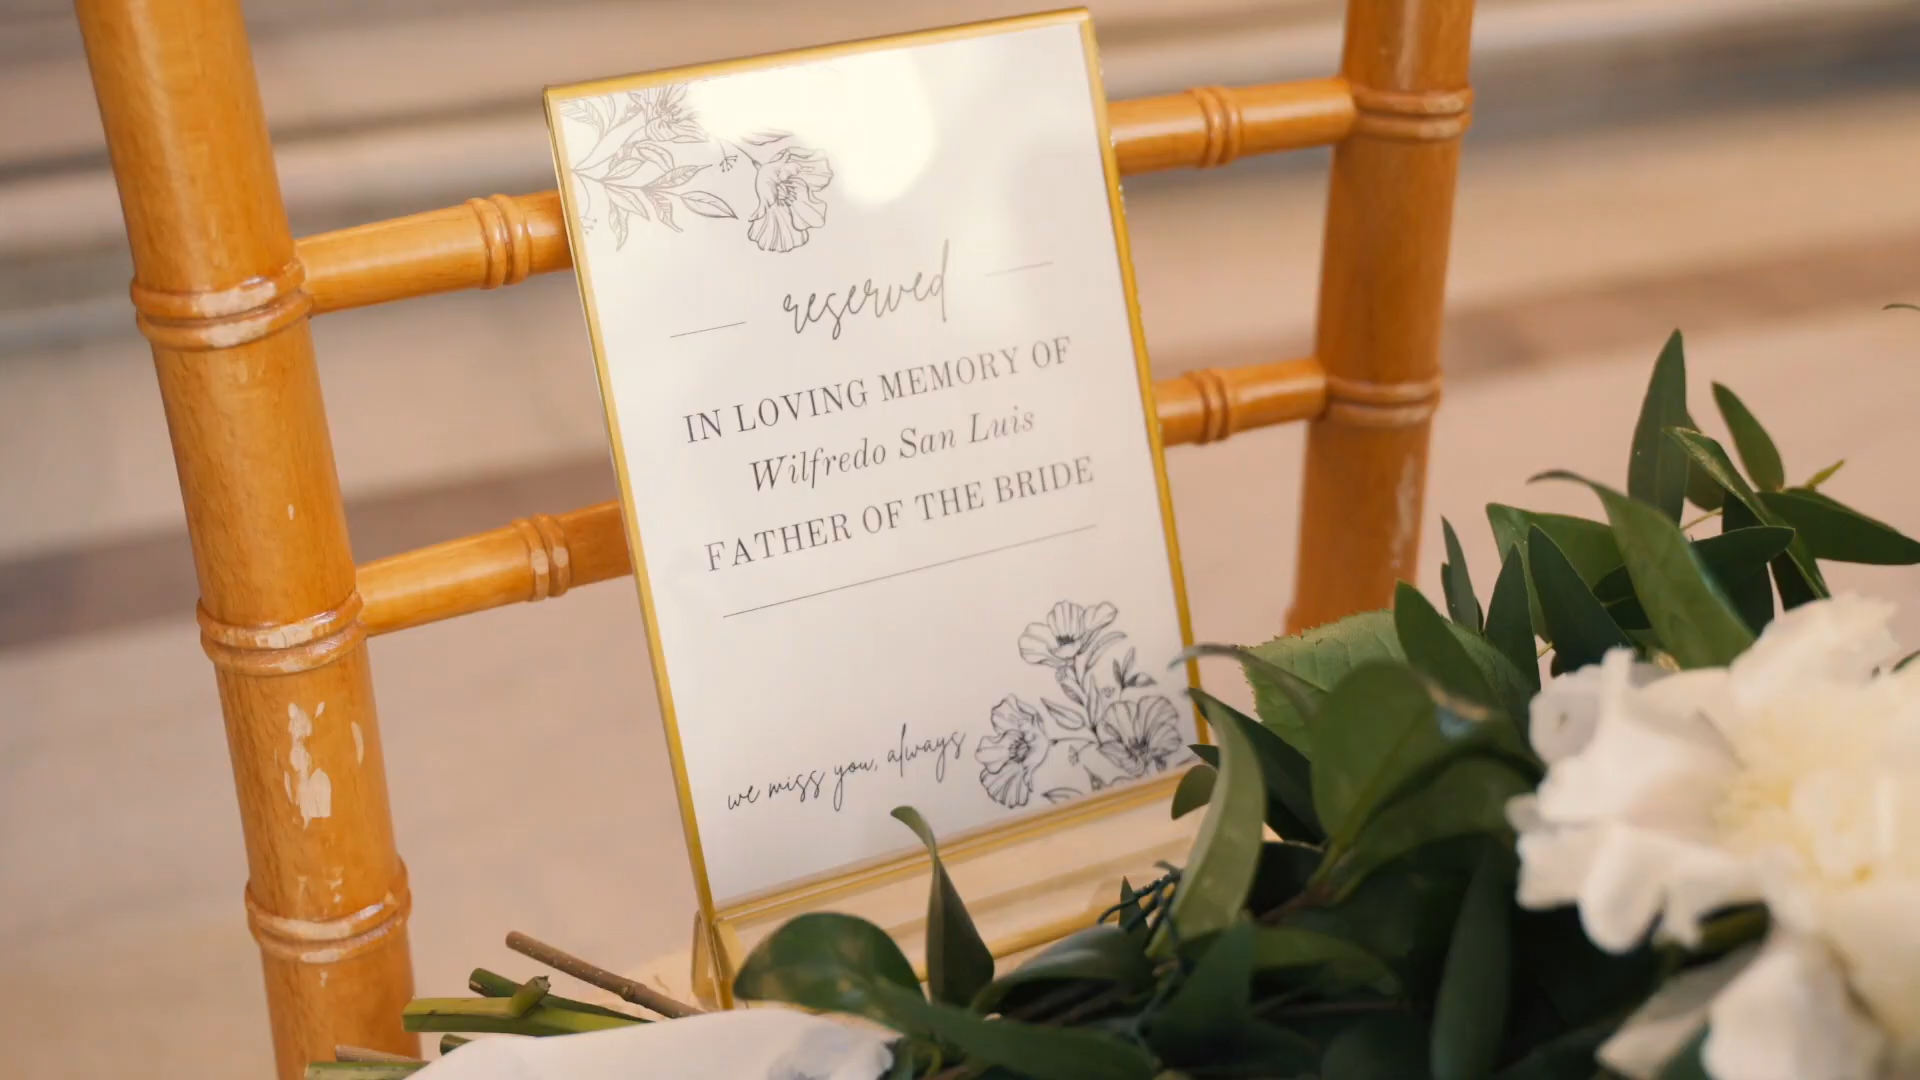 reserved
IN LOVING MEMORY OF
Wilfredo San Luis
FATHER OF THE BRIDE
we miss you, always